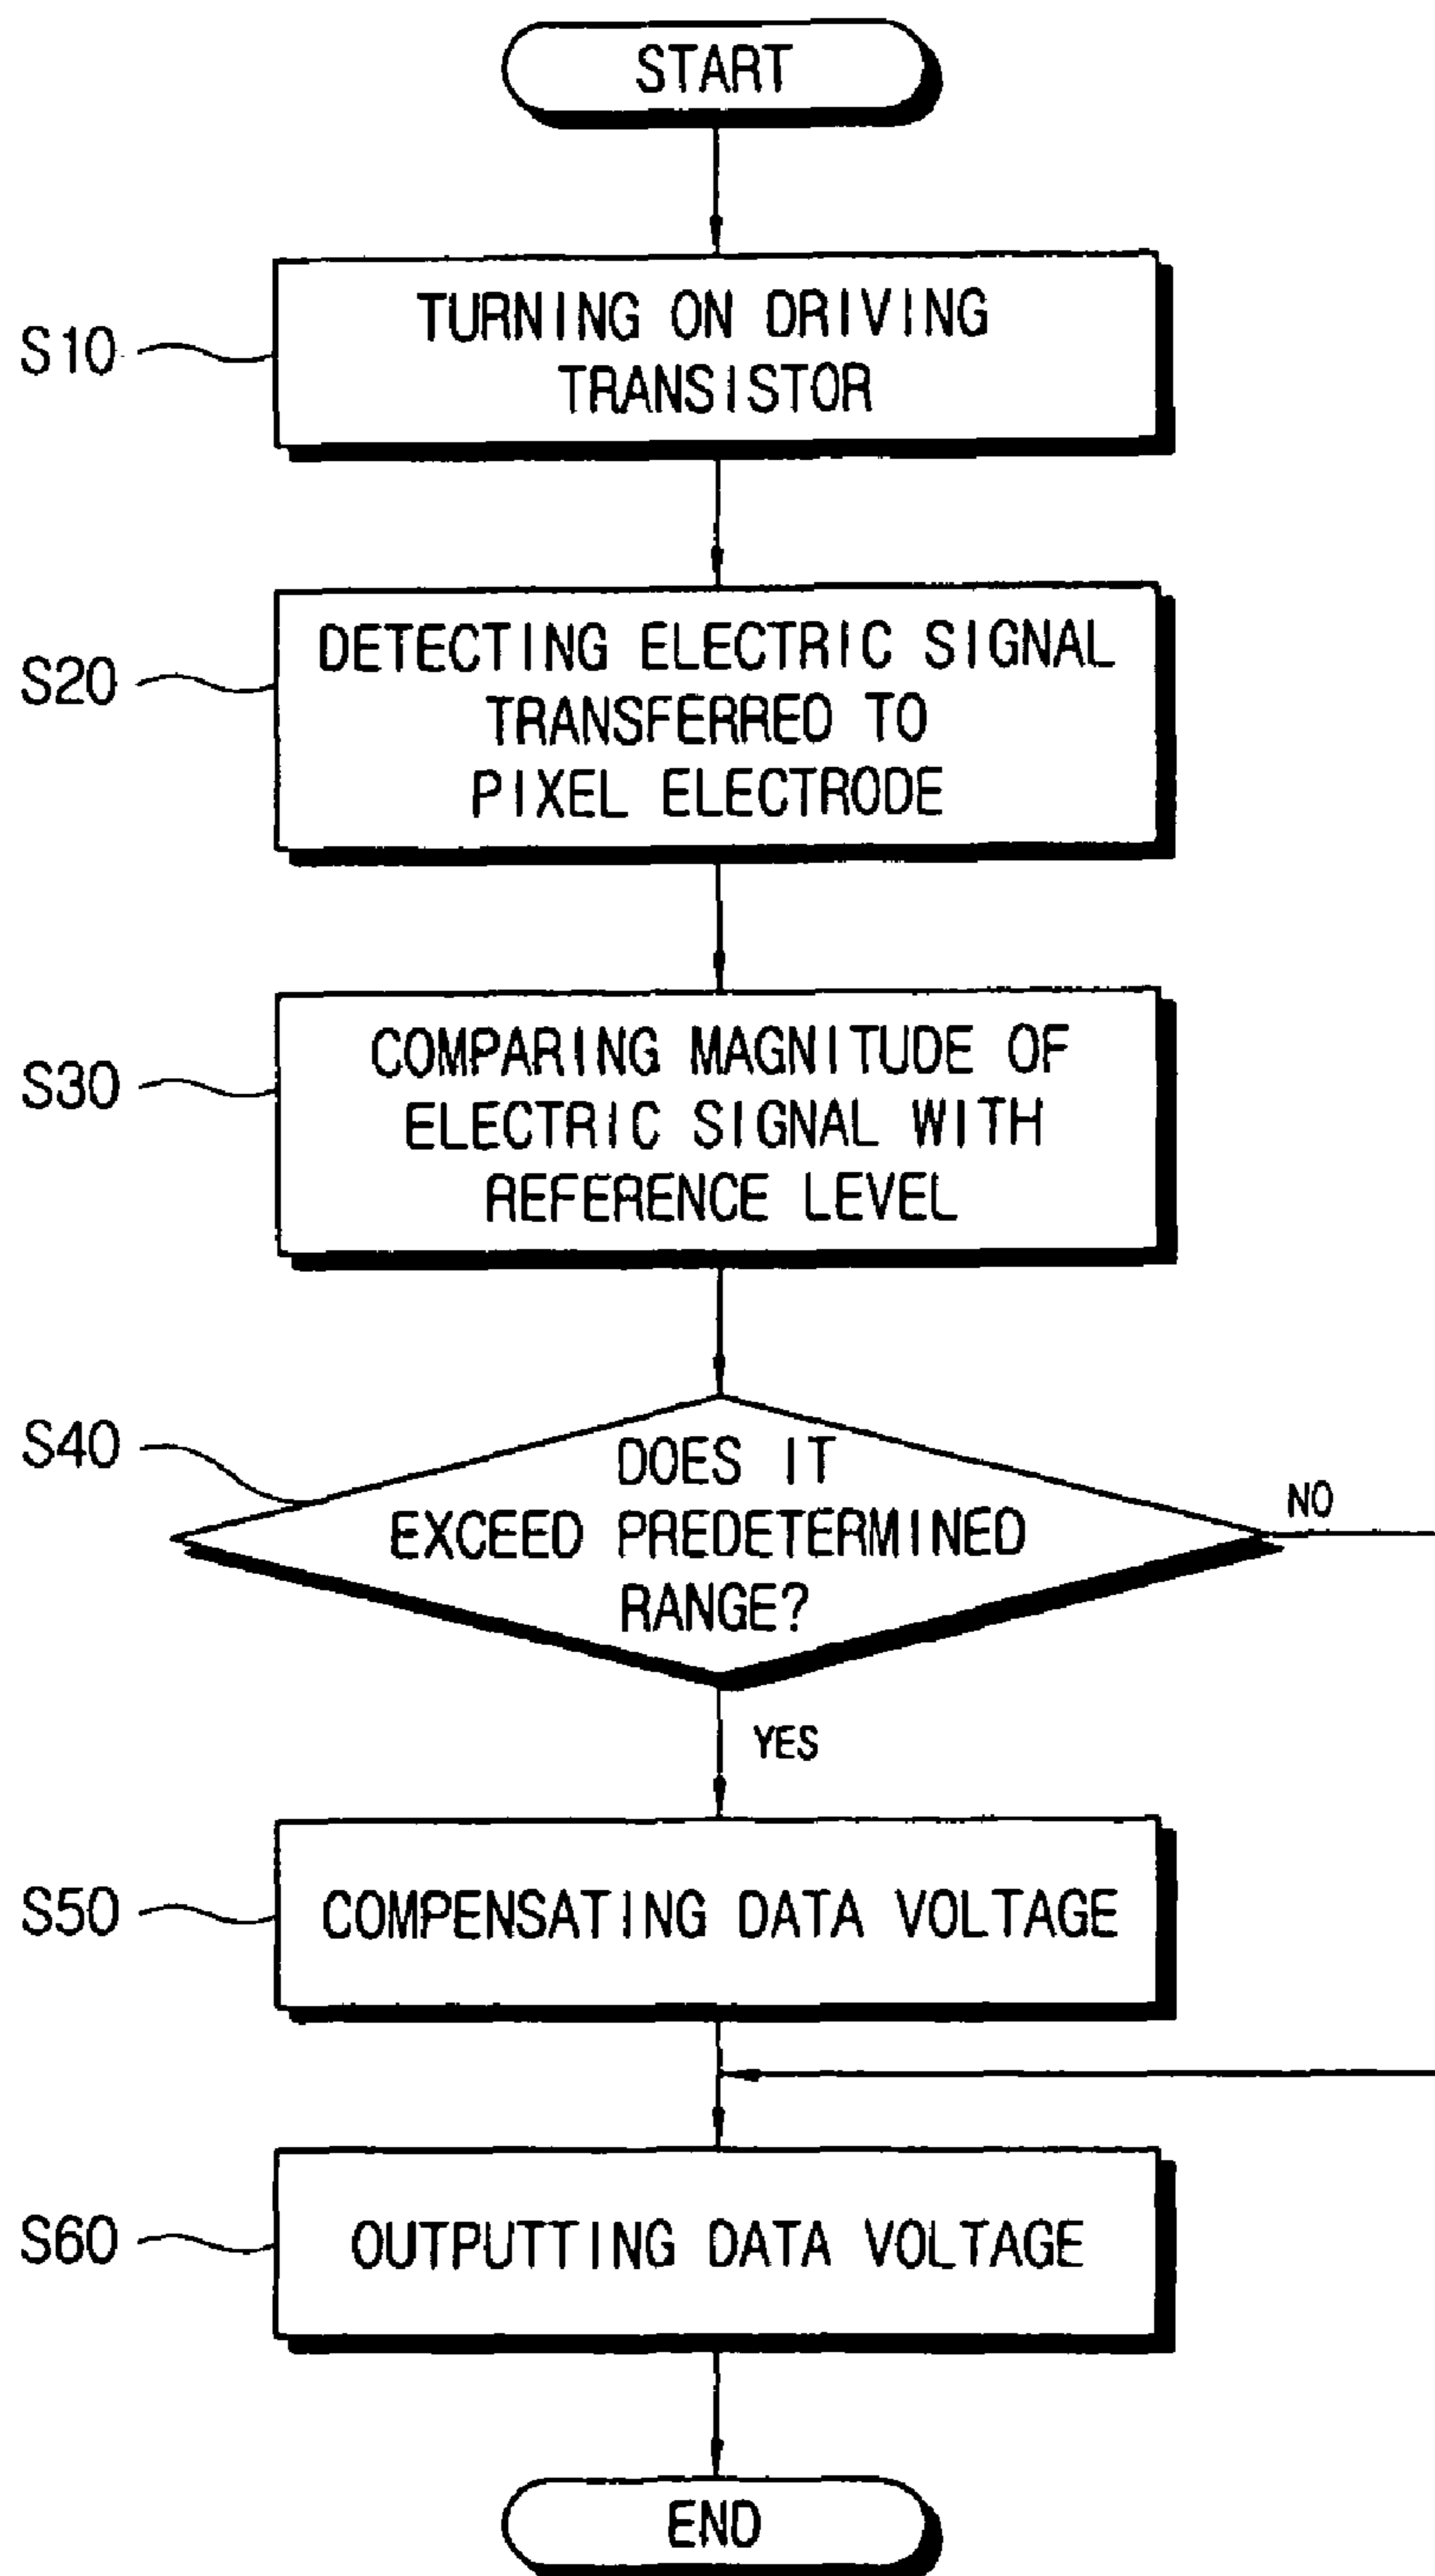 START
S10
TURNING ON DRIVING
TRANSISTOR
S20
DETECTING ELECTRIC SIGNAL
TRANSFERRED TO
PIXEL ELECTRODE
S30
COMPARING MAGNITUDE OF
ELECTRIC SIGNAL WITH
REFERENCE LEVEL
S40
DOES IT
EXCEED PREDETERMINED
RANGE?
NO
YES
S50
COMPENSATING DATA VOLTAGE
S60
OUTPUTTING DATA VOLTAGE
END